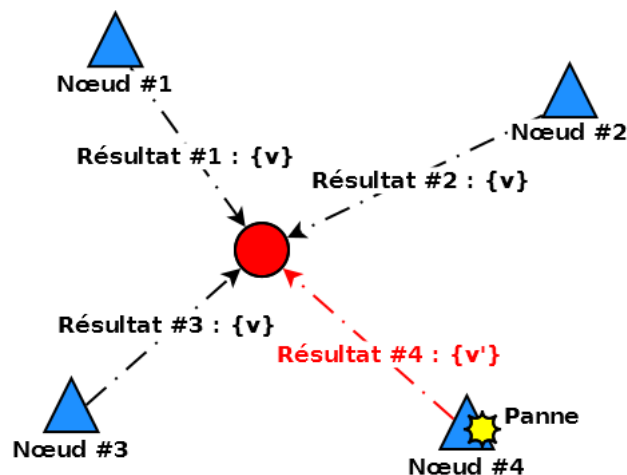 Nœud #1
Nœud #2
Résultat #1 : {v}
Résultat #2 : {v}
Résultat #3 : {v}
Résultat #4 : {v'}
Panne
Nœud #3
Nœud #4